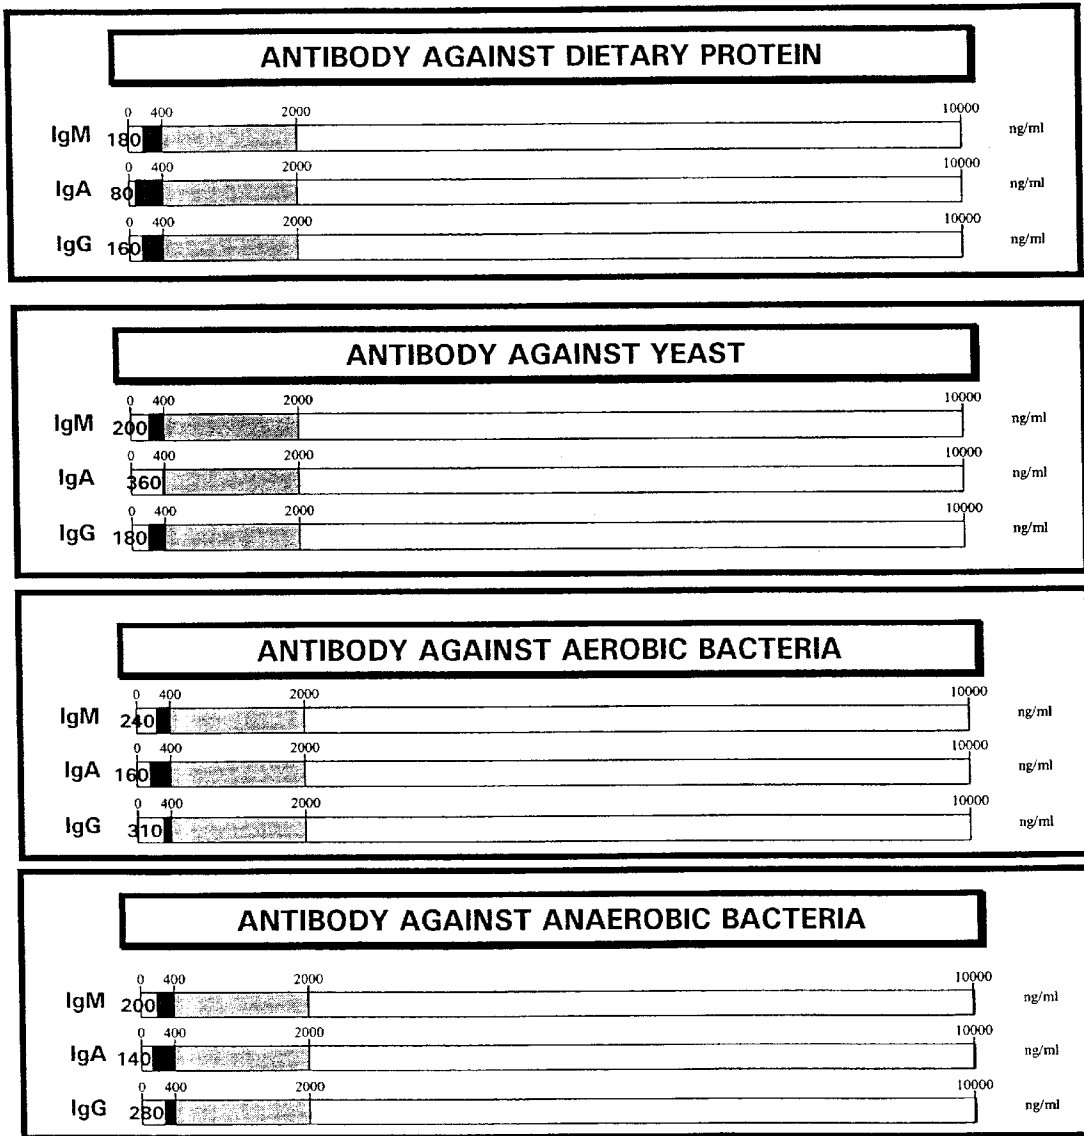 ANTIBODY AGAINST DIETARY PROTEIN
0 400 2000 10000
IgM 180 ng/ml
0 400 2000 10000
IgA 80 ng/ml
0 400 2000 10000
IgG 160 ng/ml
ANTIBODY AGAINST YEAST
0 400 2000 10000
IgM 200 ng/ml
0 400 2000 10000
IgA 360 ng/ml
0 400 2000 10000
IgG 180 ng/ml
ANTIBODY AGAINST AEROBIC BACTERIA
0 400 2000 10000
IgM 240 ng/ml
0 400 2000 10000
IgA 160 ng/ml
0 400 2000 10000
IgG 310 ng/ml
ANTIBODY AGAINST ANAEROBIC BACTERIA
0 400 2000 10000
IgM 200 ng/ml
0 400 2000 10000
IgA 140 ng/ml
0 400 2000 10000
IgG 280 ng/ml